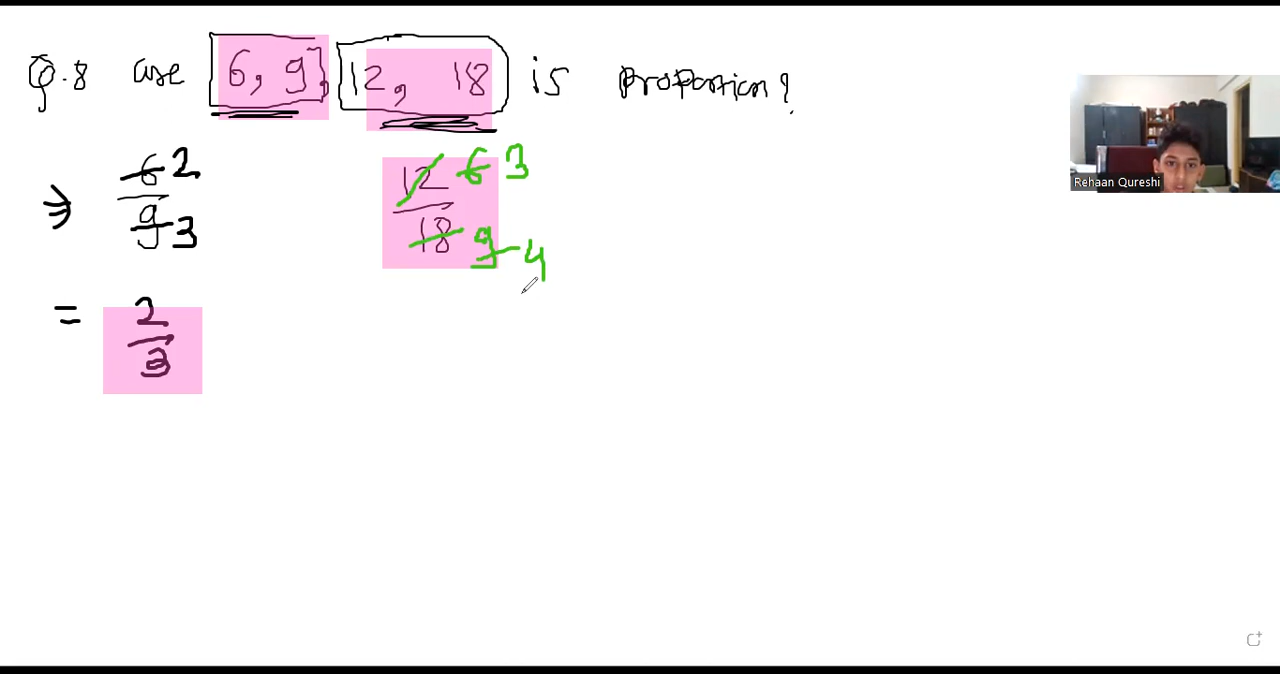 Q.8 are 6, 9, 12, 18 is Proportion?
⇒ 6 2 12 6 3
9 3 18 9 4
= 2
3
Rehaan Qureshi